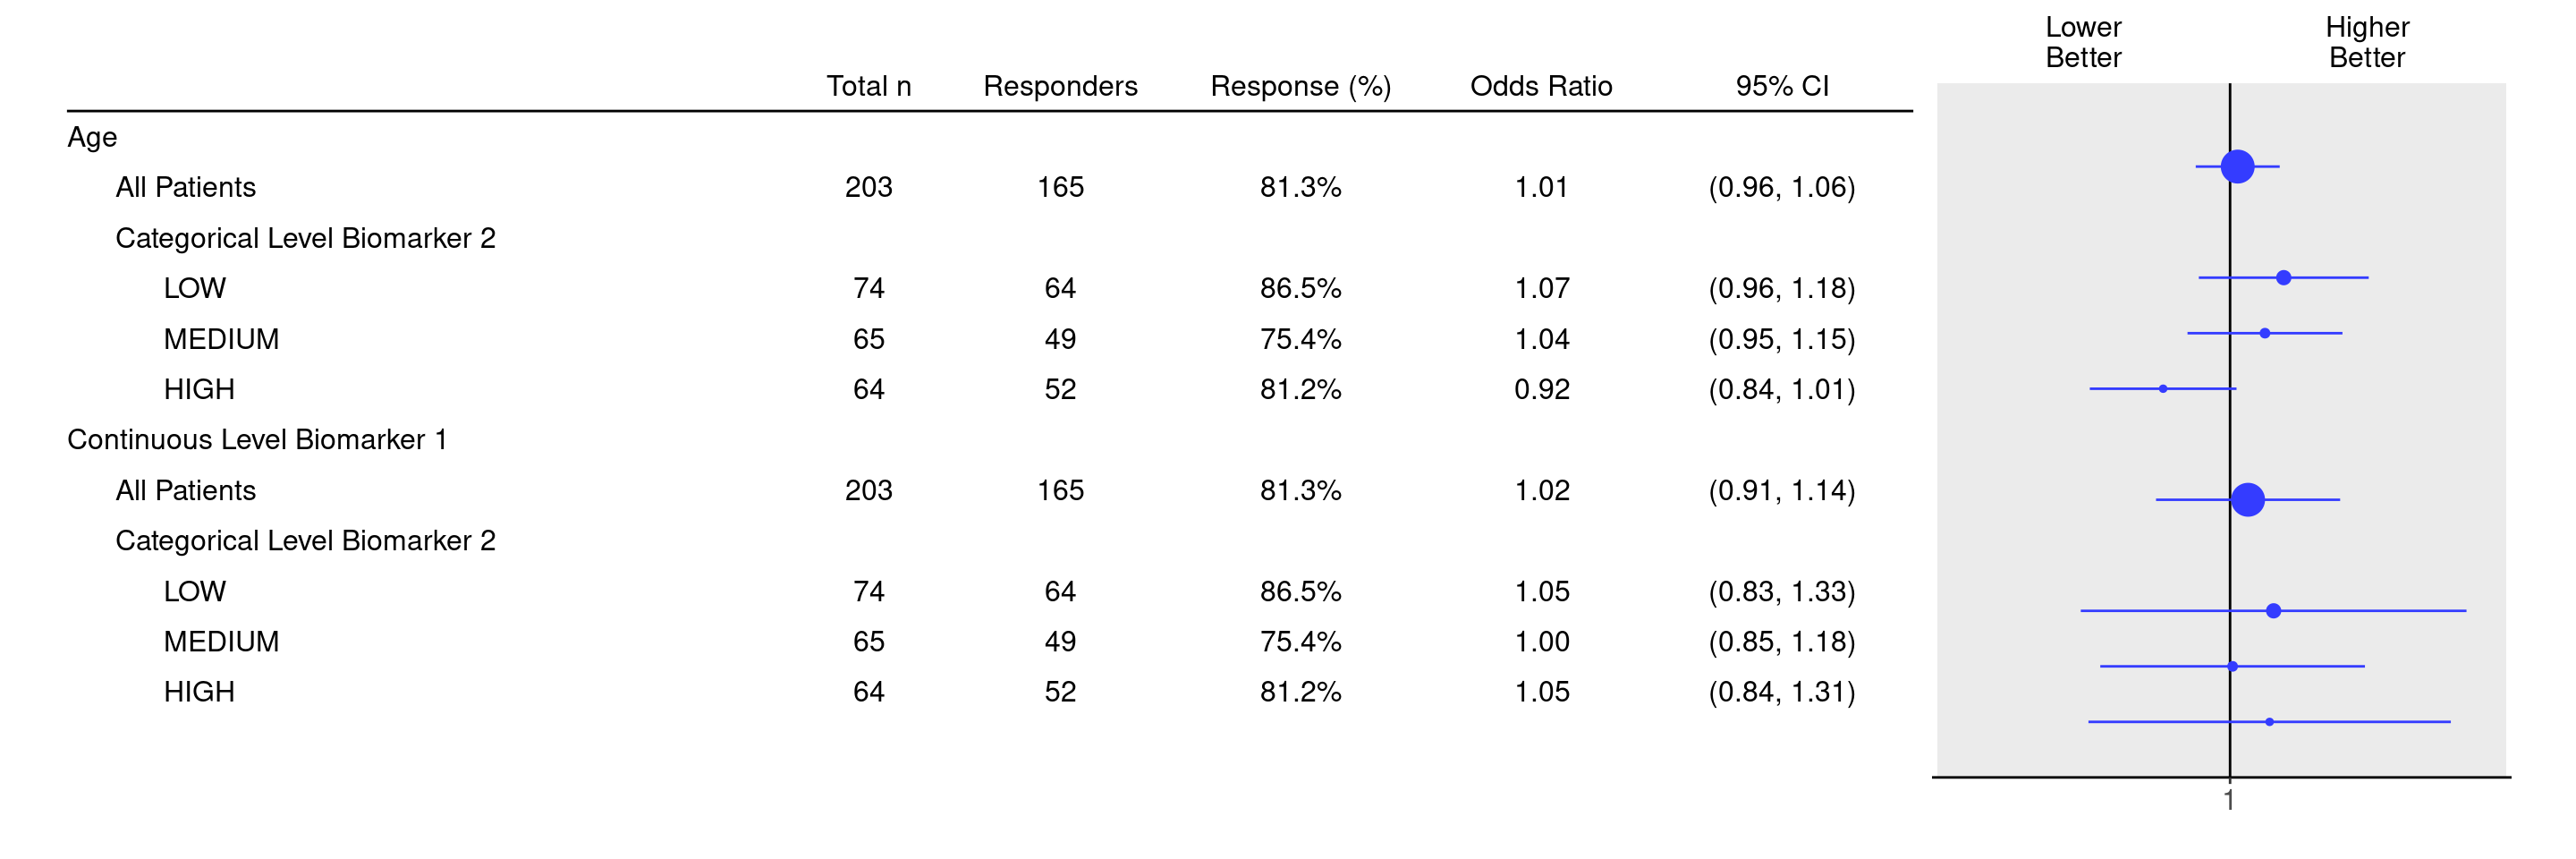 Lower Higher
Better Better
Total n Responders Response (%) Odds Ratio 95% CI
Age
All Patients 203 165 81.3% 1.01 (0.96, 1.06)
Categorical Level Biomarker 2
LOW 74 64 86.5% 1.07 (0.96, 1.18)
MEDIUM 65 49 75.4% 1.04 (0.95, 1.15)
HIGH 64 52 81.2% 0.92 (0.84, 1.01)
Continuous Level Biomarker 1
All Patients 203 165 81.3% 1.02 (0.91, 1.14)
Categorical Level Biomarker 2
LOW 74 64 86.5% 1.05 (0.83, 1.33)
MEDIUM 65 49 75.4% 1.00 (0.85, 1.18)
HIGH 64 52 81.2% 1.05 (0.84, 1.31)
1